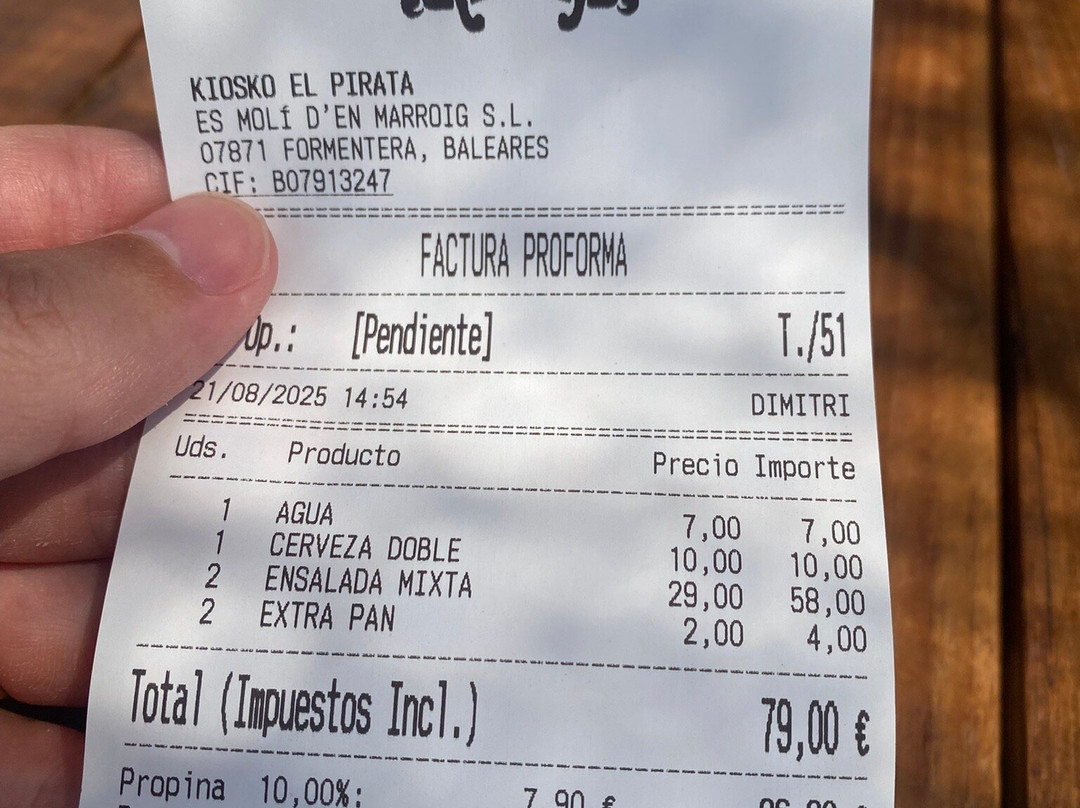 KIOSKO EL PIRATA
ES MOLÍ D'EN MARROIG S.L.
07871 FORMENTERA, BALEARES
CIF: B07913247
FACTURA PROFORMA
Op.: [Pendiente] T./51
21/08/2025 14:54 DIMITRI
Uds. Producto Precio Importe
1 AGUA 7,00 7,00
1 CERVEZA DOBLE 10,00 10,00
2 ENSALADA MIXTA 29,00 58,00
2 EXTRA PAN 2,00 4,00
Total (Impuestos Incl.) 79,00 €
Propina 10,00%: 7,90 €